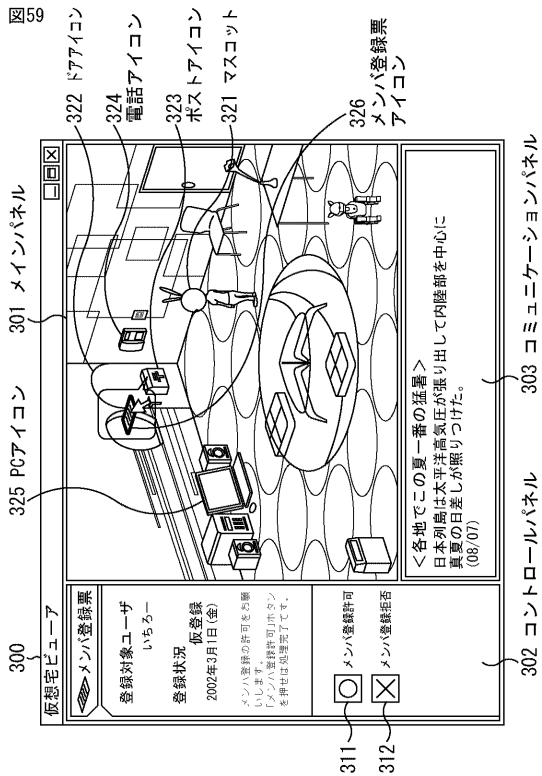 図59
322 ドアアイコン
324
電話アイコン
323
ポストアイコン
321 マスコット
326
メンバ登録票
アイコン
301 メインパネル
325 PCアイコン
300
仮想宅ビューア
メンバ登録票
登録対象ユーザ
いちろー
登録状況 仮登録
2002年3月1日(金)
メンバ登録の許可をお願
いします。
「メンバ登録許可」ボタン
を押せば処理完了てす。
メンバ登録許可
メンバ登録拒否
311
312
＜各地でこの夏一番の猛暑＞
日本列島は太平洋高気圧が張り出して内陸部を中心に
真夏の日差しが照りつけた。
(08/07)
302 コントロールパネル
303 コミュニケーションパネル